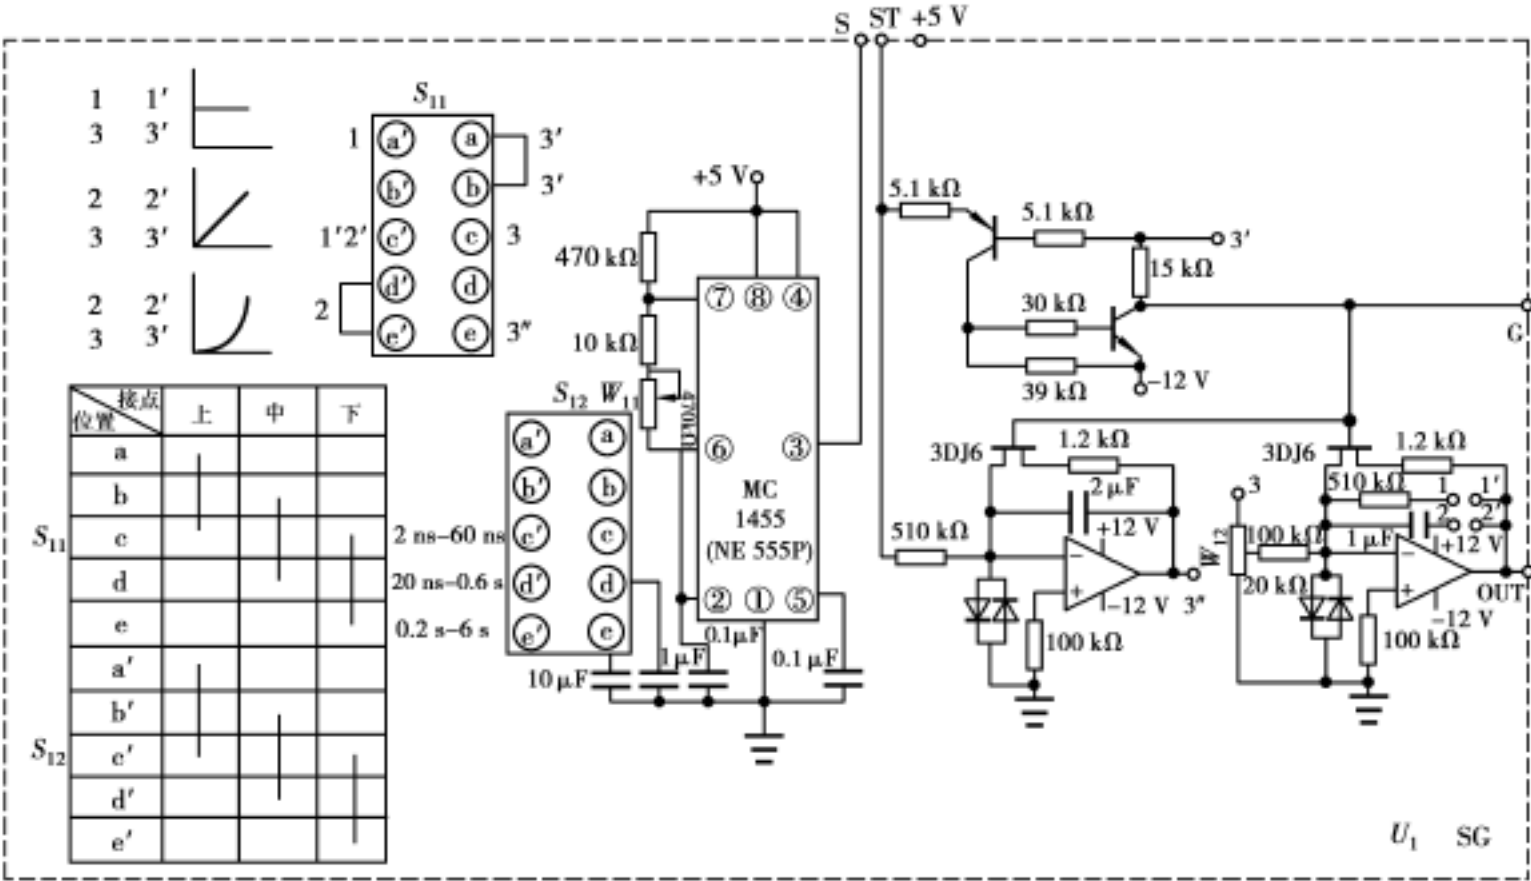 S ST +5 V
1 1′
3 3′
2 2′
3 3′
2 2′
3 3′
S11
1 a′ a 3′
b′ b 3′
1′2′ c′ c 3
d′ d
2
e′ e 3″
接点
位置
上 中 下
a
b
S11 c
d
e
a′
b′
S12 c′
d′
e′
S12 W11
a′ a
b′ b
2 ns–60 ns c′ c
20 ns–0.6 s d′ d
0.2 s–6 s e′ e
+5 V
470 kΩ
10 kΩ
470kΩ
⑦ ⑧ ④
⑥ ③
MC
1455
(NE 555P)
② ① ⑤
10 μF 1 μF 0.1μF 0.1 μF
5.1 kΩ
5.1 kΩ
3′
15 kΩ
30 kΩ
39 kΩ
–12 V
G
3DJ6 1.2 kΩ
2 μF
510 kΩ
+12 V
–
+
–12 V 3″
100 kΩ
3DJ6 1.2 kΩ
510 kΩ 1 1′
3
2 2′
W12 100 kΩ 1 μF +12 V
20 kΩ
–
+
OUT
–12 V
100 kΩ
U1 SG